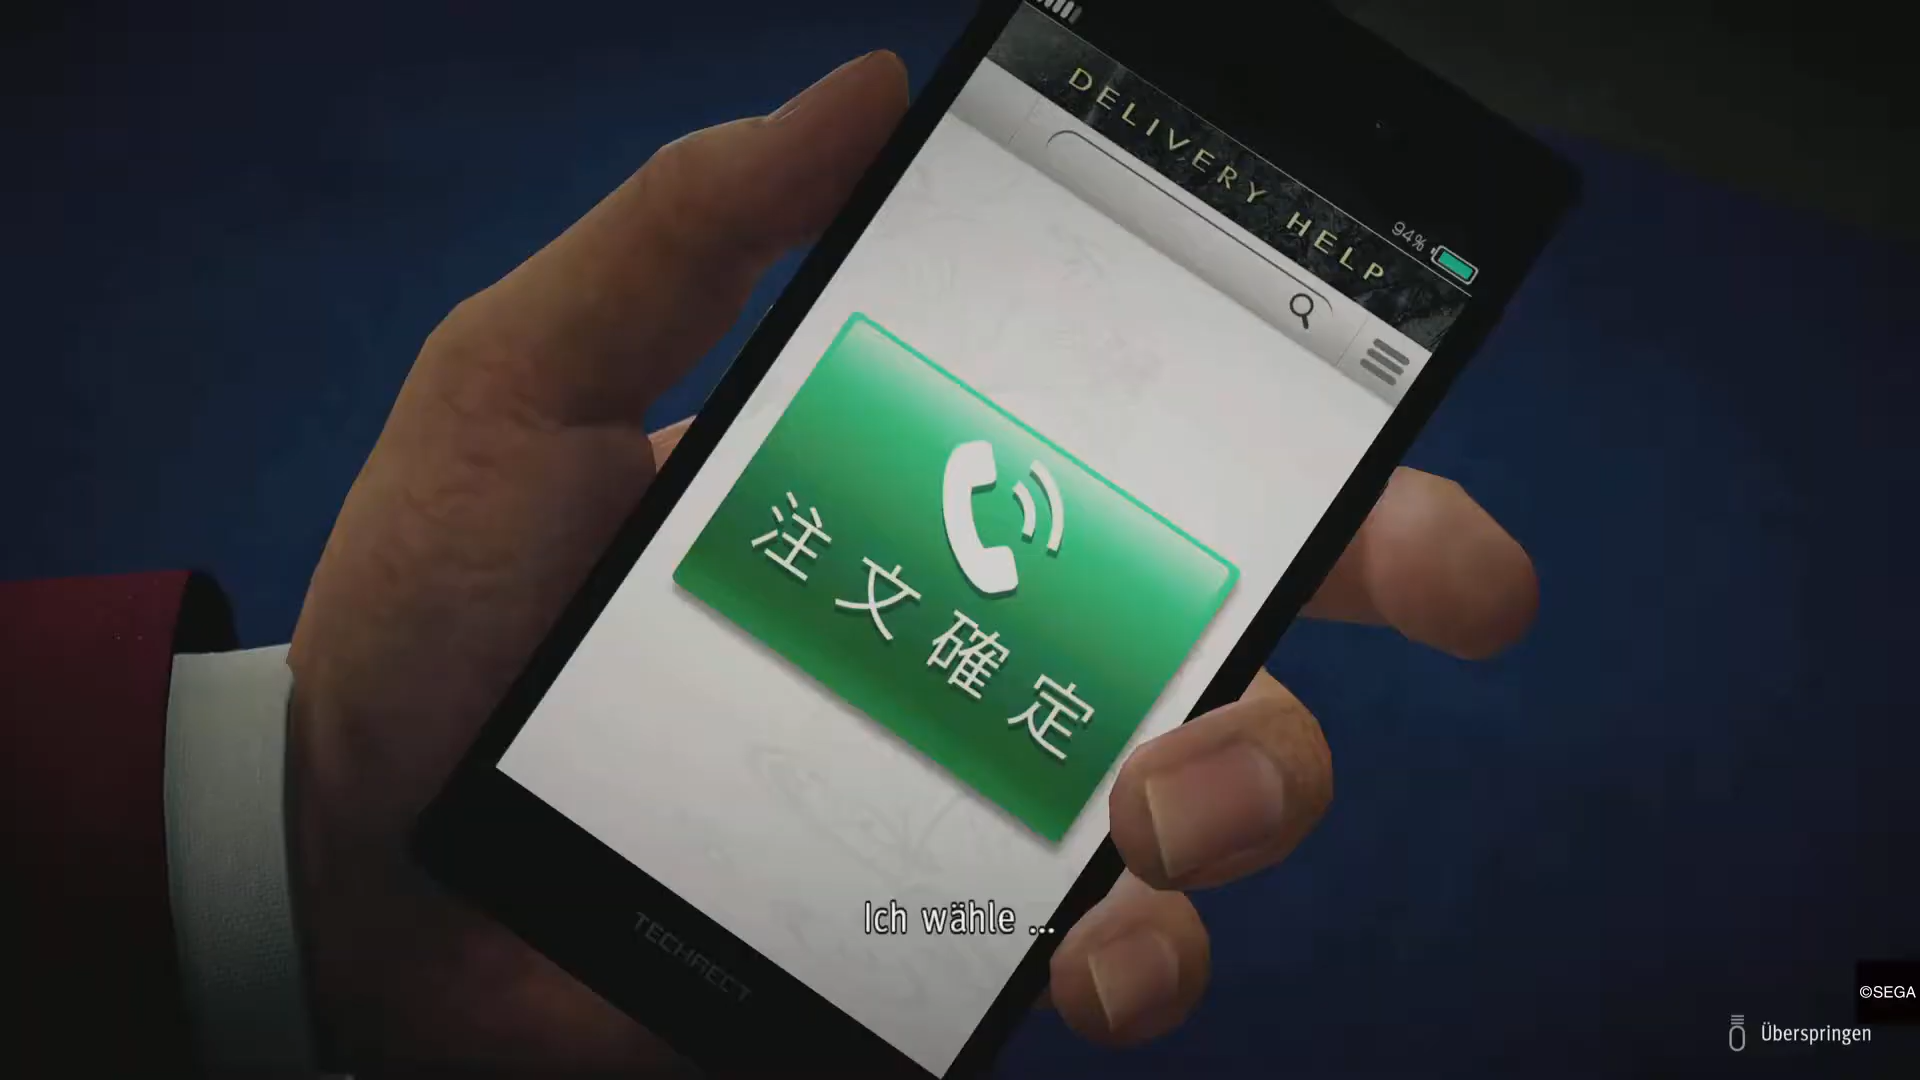 DELIVERY HELP
94%
注文確定
Ich wähle ...
TECHRECT
©SEGA
Überspringen